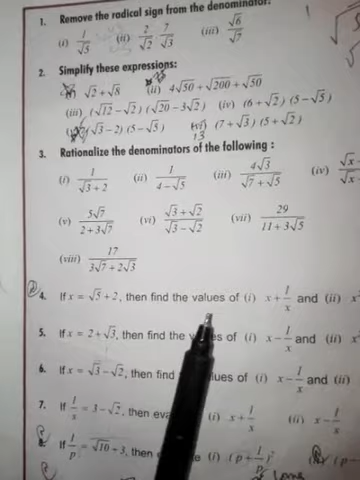 1. Remove the radical sign from the denominator:
(i) 1/√5 (ii) 2/√2, 7/√3 (iii) √6/√7
2. Simplify these expressions:
√2 + √8 (ii) 4√50 + √200 + √50
(iii) (√12 − √2) (√20 − 3√2) (iv) (6 + √2) (5 − √5)
(√3 − 2) (5 − √5) (7 + √3) (5 + √2)
13
3. Rationalize the denominators of the following :
(i) 1/(√3 + 2) (ii) 1/(4 − √5) (iii) 4√3/(√7 + √5) (iv)
(v) 5√7/(2 + 3√7) (vi) (√3 + √2)/(√3 − √2) (vii) 29/(11 + 3√5)
(viii) 17/(3√7 + 2√3)
4. If x = √5 + 2, then find the values of (i) x + 1/x and (ii)
5. If x = 2 + √3, then find the of (i) x − 1/x and (ii)
6. If x = √3 − √2, then find of (i) x − 1/x and (ii)
7. If 1/x = 3 − √2, then (i) x + 1/x (ii) x − 1/x
If 1/p = √10 + 3, then (i) (p + 1/p)²